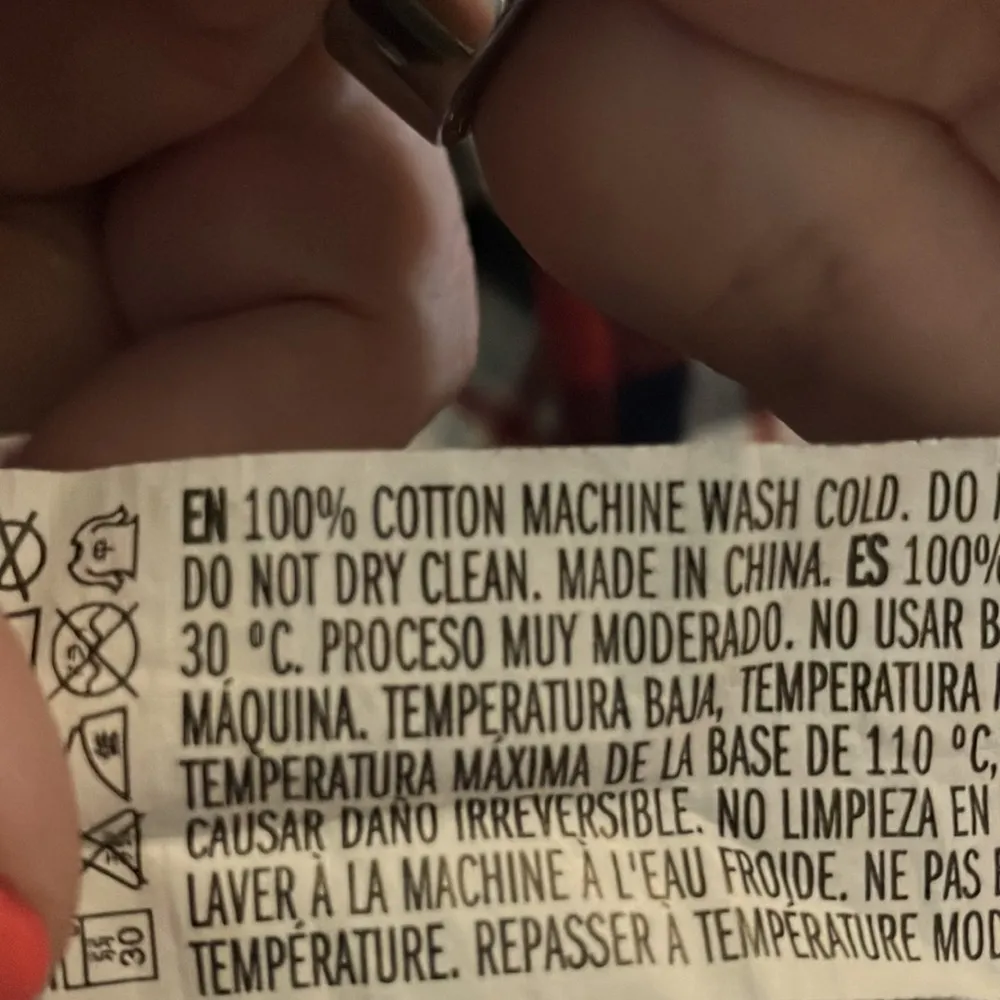 EN 100% COTTON MACHINE WASH COLD. DO
DO NOT DRY CLEAN. MADE IN CHINA. ES 100%
30 °C. PROCESO MUY MODERADO. NO USAR
MÁQUINA. TEMPERATURA BAJA, TEMPERATURA
TEMPERATURA MÁXIMA DE LA BASE DE 110 °C,
CAUSAR DAÑO IRREVERSIBLE. NO LIMPIEZA EN
LAVER À LA MACHINE À L'EAU FROIDE. NE PAS
TEMPÉRATURE. REPASSER À TEMPÉRATURE MOD
30